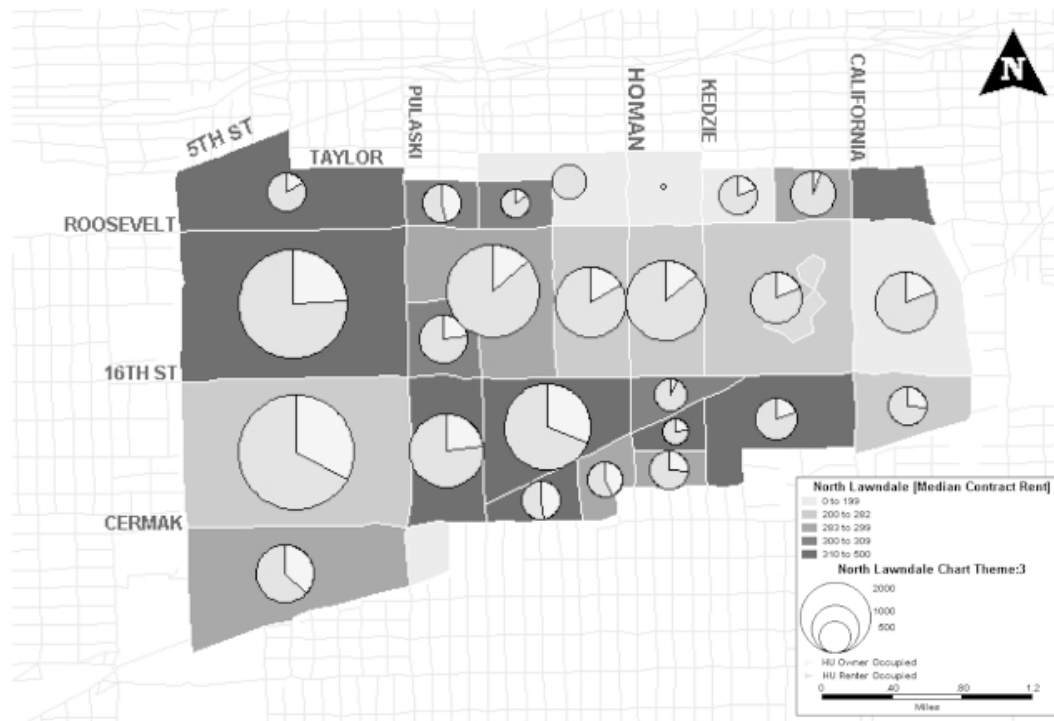 N
PULASKI
HOMAN
KEDZIE
CALIFORNIA
5TH ST
TAYLOR
ROOSEVELT
16TH ST
CERMAK
North Lawndale [Median Contract Rent]
0 to 199
200 to 282
283 to 299
300 to 309
310 to 500
North Lawndale Chart Theme:3
2000
1000
500
HU Owner Occupied
HU Renter Occupied
0 .40 .80 1.2
Miles